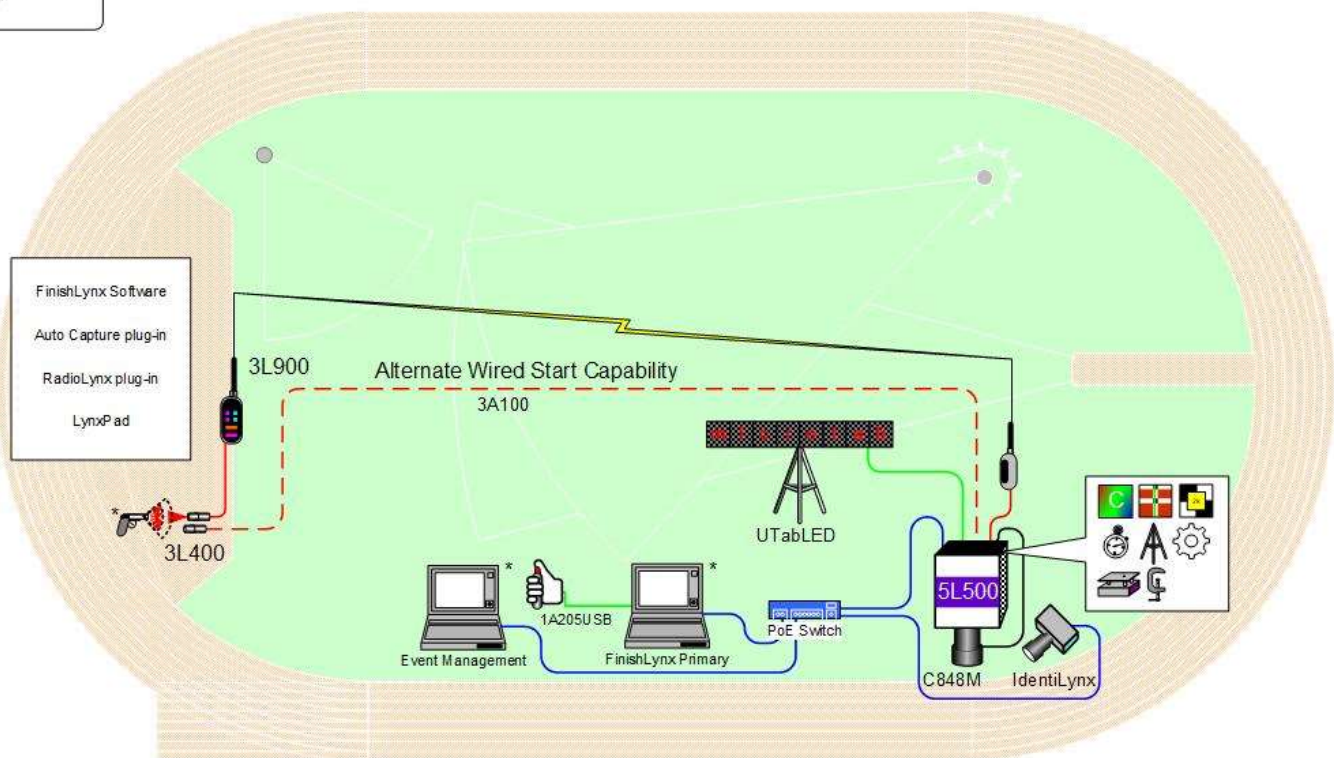 FinishLynx Software
Auto Capture plug-in
RadioLynx plug-in
LynxPad
3L900
Alternate Wired Start Capability
3A100
*
3L400
UTabLED
C
5L500
*
*
1A205USB
PoE Switch
Event Management
FinishLynx Primary
C848M
IdentiLynx